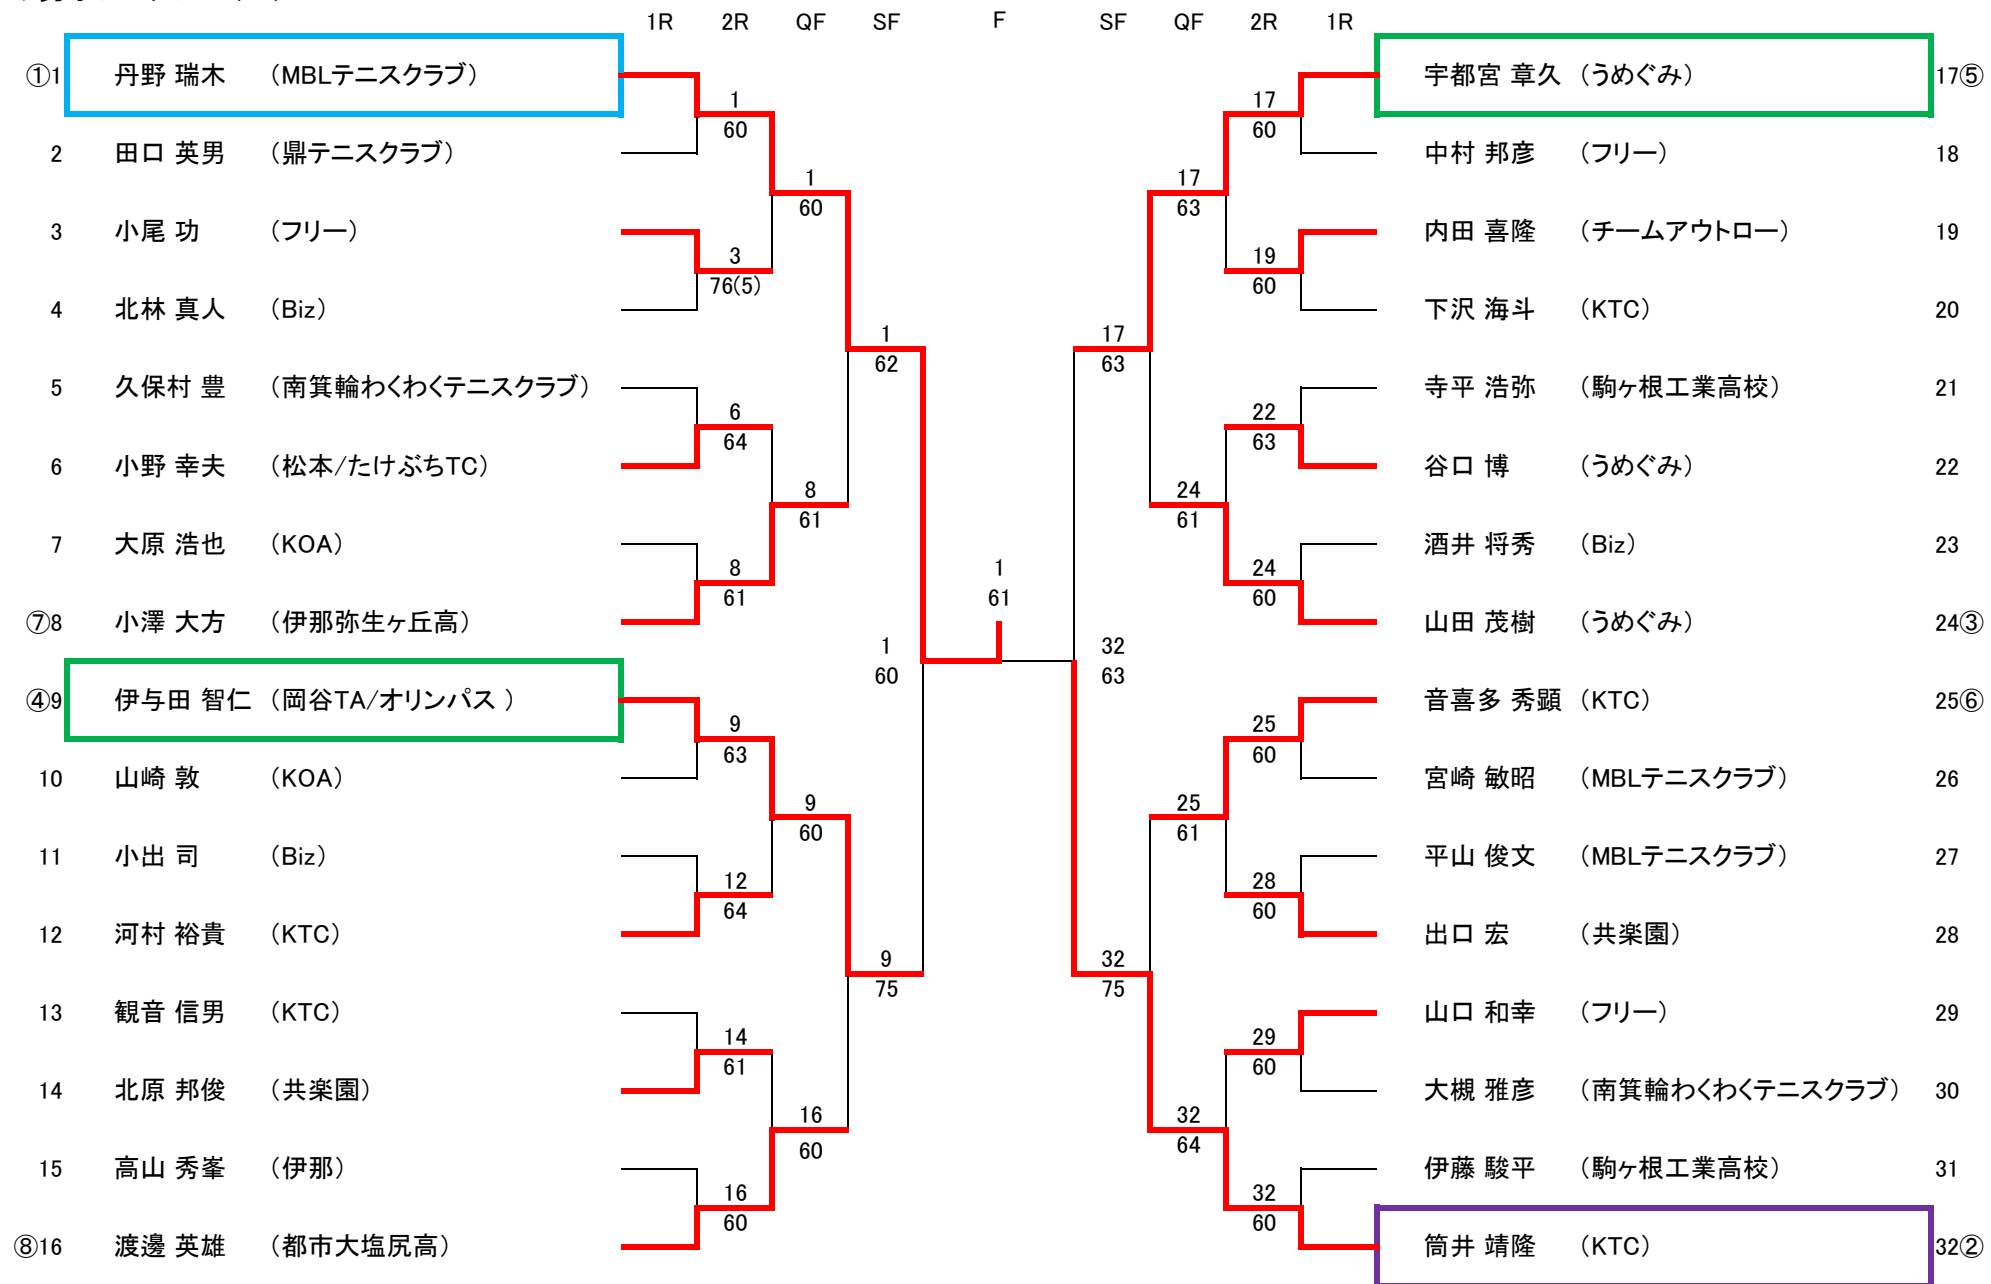 1R 2R QF SF F SF QF 2R 1R
①1 丹野 瑞木 (MBLテニスクラブ)
宇都宮 章久 (うめぐみ) 17⑤
1 17
60 60
2 田口 英男 (鼎テニスクラブ)
中村 邦彦 (フリー) 18
1 17
60 63
3 小尾 功 (フリー)
内田 喜隆 (チームアウトロー) 19
3 19
76(5) 60
4 北林 真人 (Biz)
下沢 海斗 (KTC) 20
1 17
62 63
5 久保村 豊 (南箕輪わくわくテニスクラブ)
寺平 浩弥 (駒ヶ根工業高校) 21
6 22
64 63
6 小野 幸夫 (松本/たけぶちTC)
谷口 博 (うめぐみ) 22
8 24
61 61
7 大原 浩也 (KOA)
酒井 将秀 (Biz) 23
8 1 24
61 61 60
⑦8 小澤 大方 (伊那弥生ヶ丘高)
山田 茂樹 (うめぐみ) 24③
1 32
60 63
④9 伊与田 智仁 (岡谷TA/オリンパス )
音喜多 秀顕 (KTC) 25⑥
9 25
63 60
10 山崎 敦 (KOA)
宮崎 敏昭 (MBLテニスクラブ) 26
9 25
60 61
11 小出 司 (Biz)
平山 俊文 (MBLテニスクラブ) 27
12 28
64 60
12 河村 裕貴 (KTC)
出口 宏 (共楽園) 28
9 32
75 75
13 観音 信男 (KTC)
山口 和幸 (フリー) 29
14 29
61 60
14 北原 邦俊 (共楽園)
大槻 雅彦 (南箕輪わくわくテニスクラブ) 30
16 32
60 64
15 高山 秀峯 (伊那)
伊藤 駿平 (駒ヶ根工業高校) 31
16 32
60 60
⑧16 渡邊 英雄 (都市大塩尻高)
筒井 靖隆 (KTC) 32②